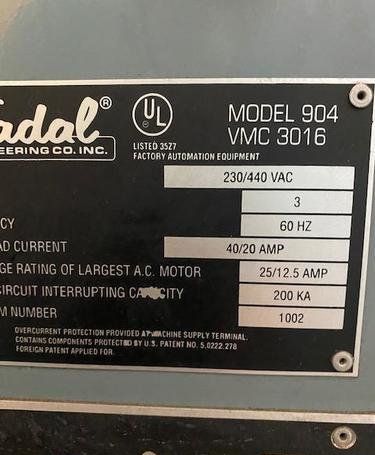 adal®
EERING CO. INC.
UL
®
LISTED 35Z7
FACTORY AUTOMATION EQUIPMENT
MODEL 904
VMC 3016
230/440 VAC
3
CY 60 HZ
AD CURRENT 40/20 AMP
GE RATING OF LARGEST A.C. MOTOR 25/12.5 AMP
CIRCUIT INTERRUPTING CAPACITY 200 KA
M NUMBER 1002
OVERCURRENT PROTECTION PROVIDED AT MACHINE SUPPLY TERMINAL.
CONTAINS COMPONENTS PROTECTED BY U.S. PATENT NO. 5.0222.278
FOREIGN PATENT APPLIED FOR.